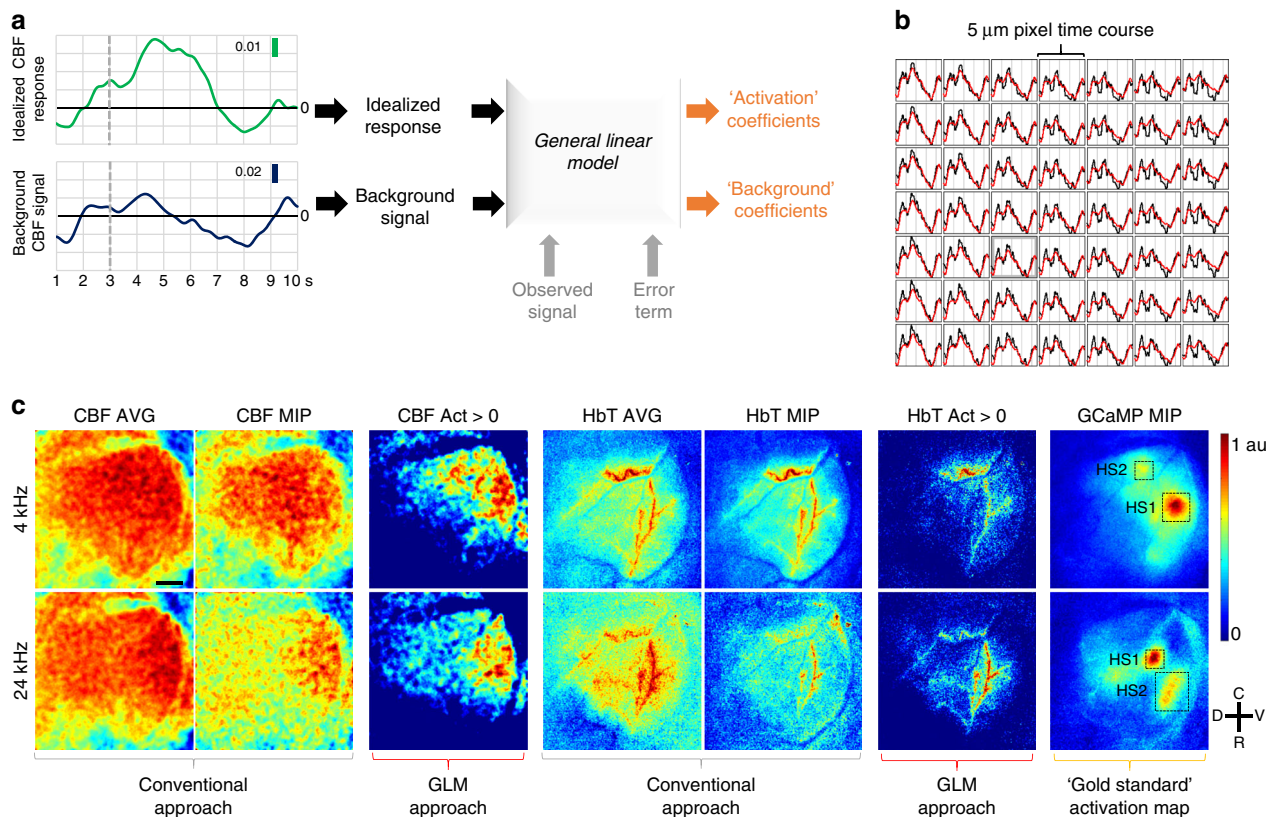 a
Idealized CBF
response
0.01
0
Background
CBF signal
0.02
0
1 2 3 4 5 6 7 8 9 10 s
Idealized
response
Background
signal
General linear
model
Observed
signal
Error
term
‘Activation’
coefficients
‘Background’
coefficients
b
5 μm pixel time course
c
CBF AVG
CBF MIP
CBF Act > 0
HbT AVG
HbT MIP
HbT Act > 0
GCaMP MIP
4 kHz
HS2
HS1
1 au
0
24 kHz
HS1
HS2
C
D
V
R
Conventional
approach
GLM
approach
Conventional
approach
GLM
approach
‘Gold standard’
activation map